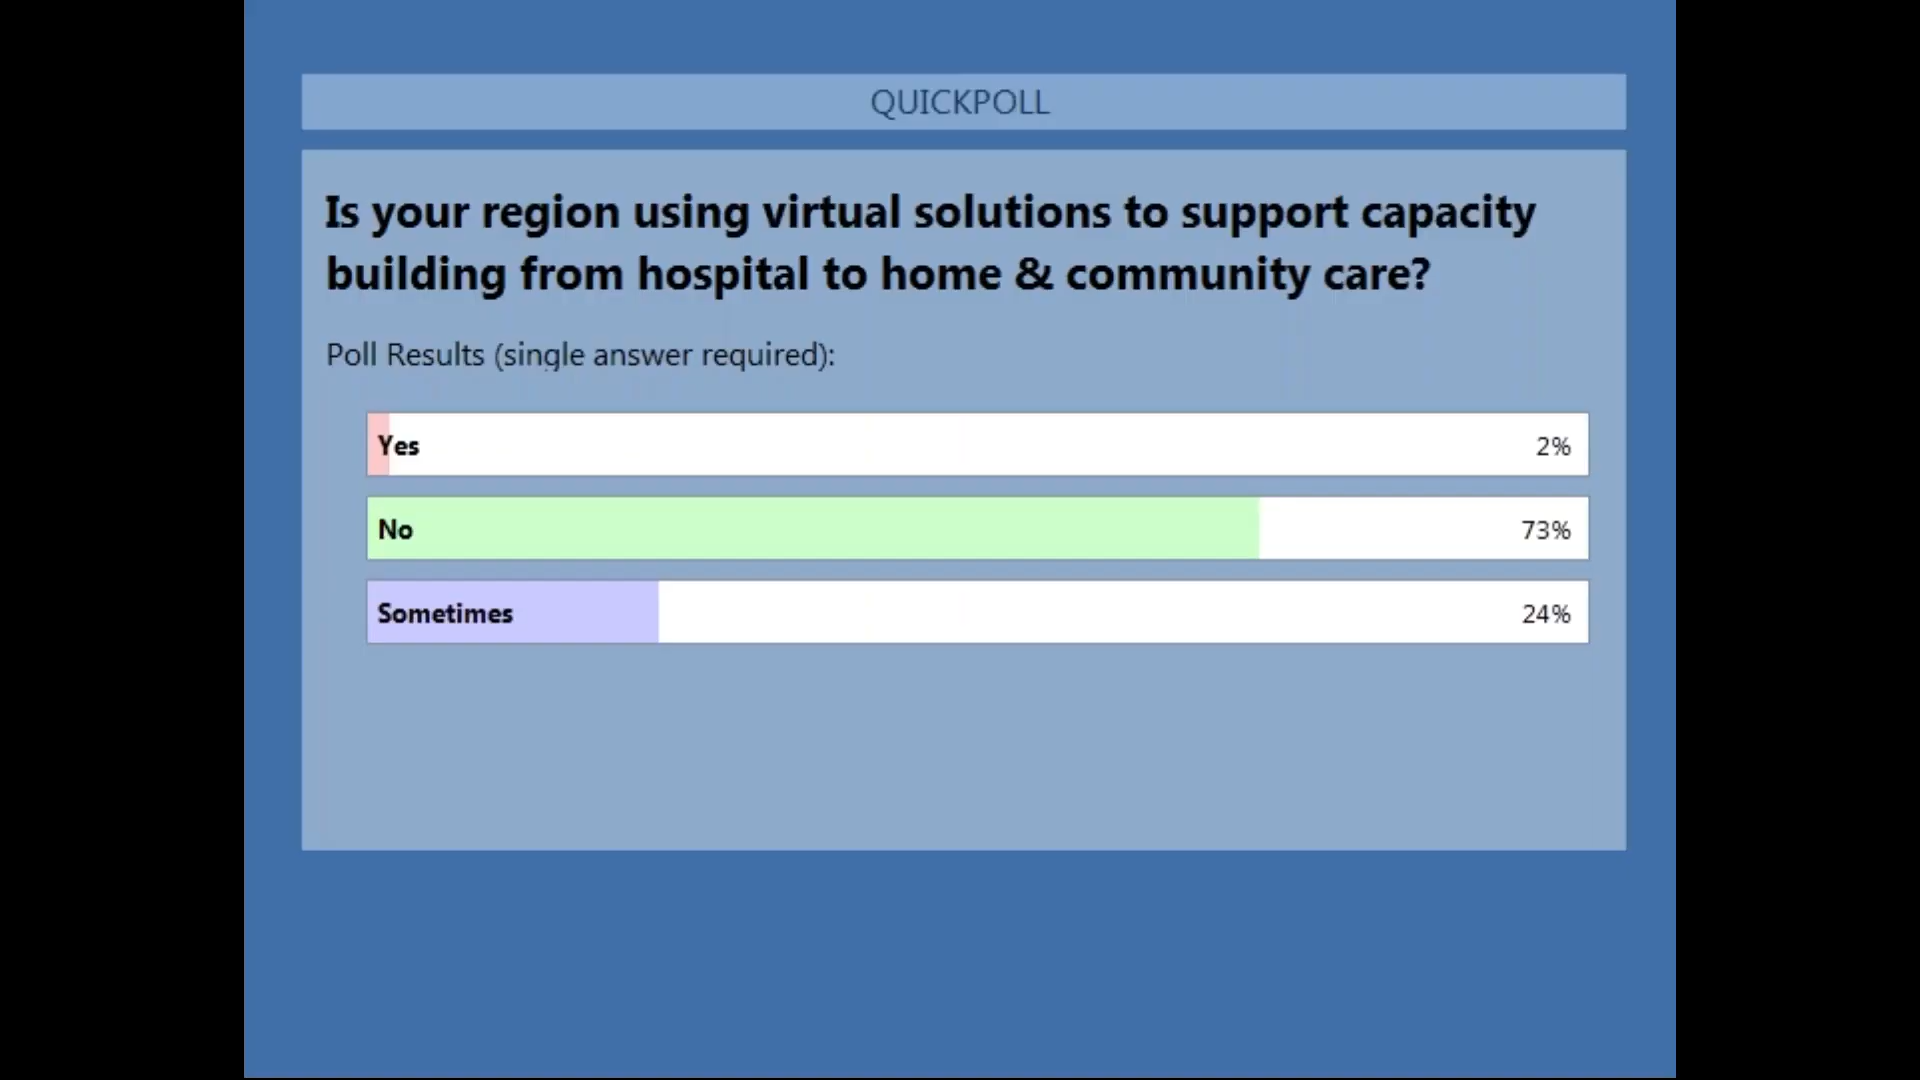 QUICKPOLL
Is your region using virtual solutions to support capacity
building from hospital to home & community care?
Poll Results (single answer required):
Yes 2%
No 73%
Sometimes 24%